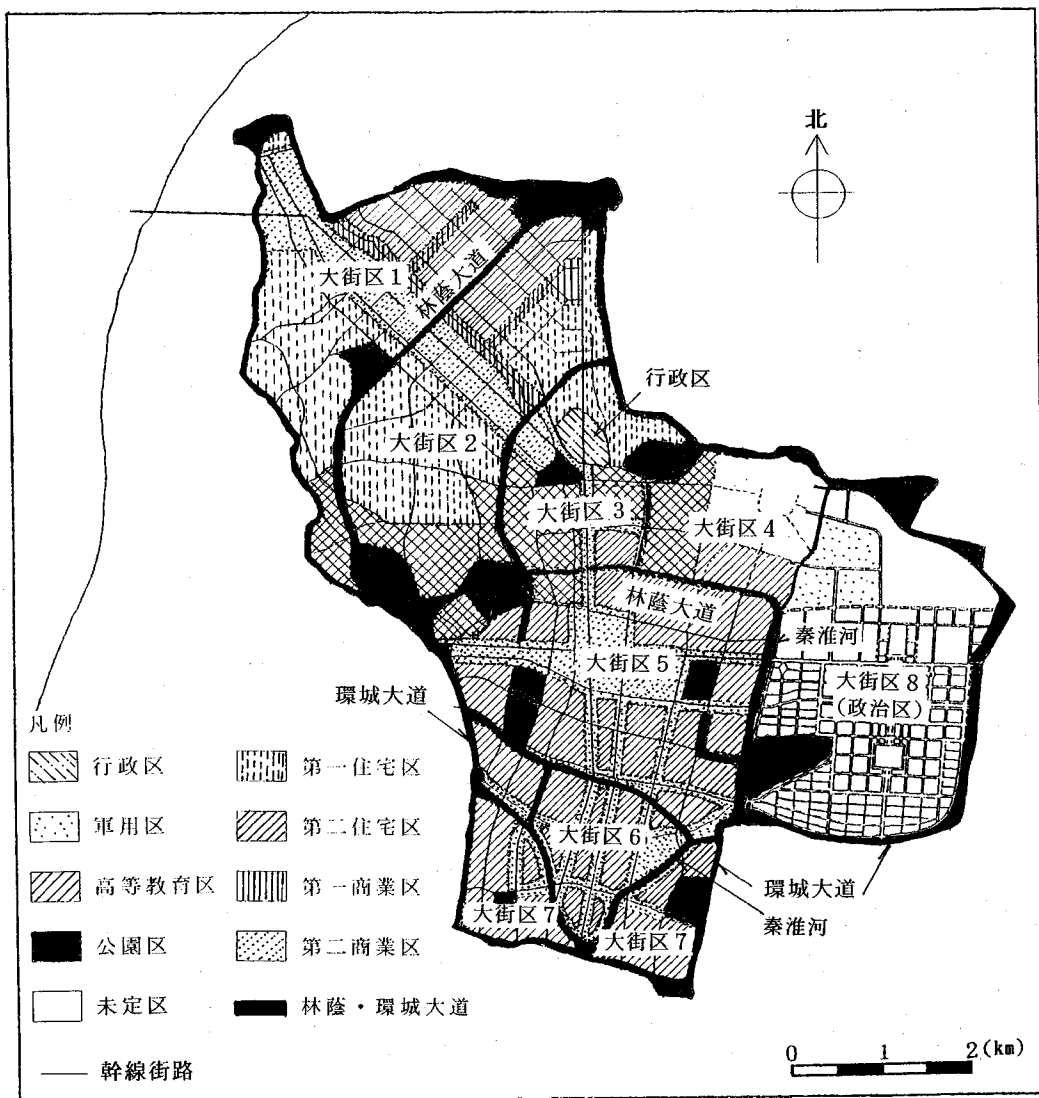 北
大街区1
林蔭大道
行政区
大街区2
大街区3
大街区4
林蔭大道
秦淮河
大街区5
大街区8
(政治区)
環城大道
大街区6
大街区7
大街区7
環城大道
秦淮河
凡例
行政区
第一住宅区
軍用区
第二住宅区
高等教育区
第一商業区
公園区
第二商業区
未定区
林蔭・環城大道
幹線街路
0 1 2(km)